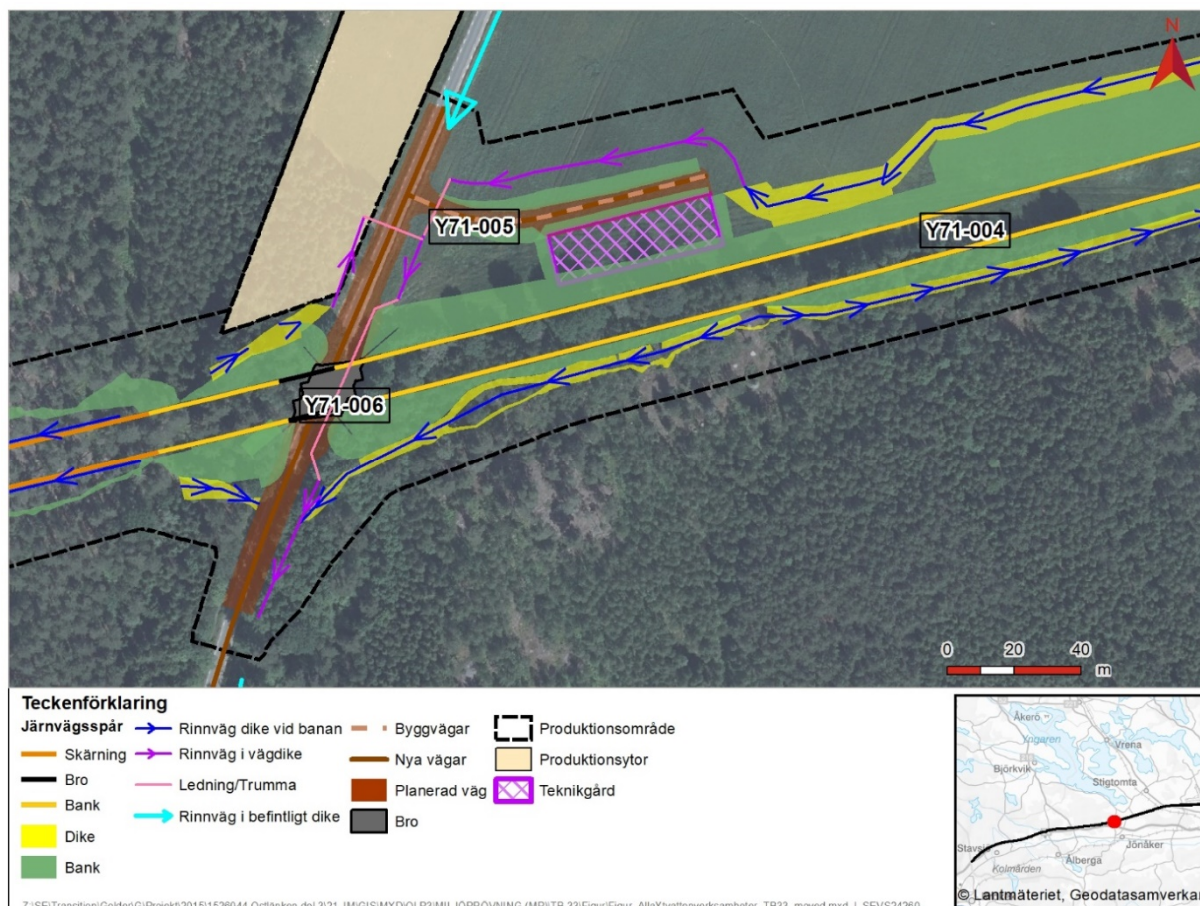 N
Y71-005
Y71-004
Y71-006
0 20 40
m
Teckenförklaring
Järnvägsspår
Skärning
Bro
Bank
Dike
Bank
Rinnväg dike vid banan
Rinnväg i vägdike
Ledning/Trumma
Rinnväg i befintligt dike
Byggvägar
Nya vägar
Planerad väg
Bro
Produktionsområde
Produktionsytor
Teknikgård
Åkerö
Yngaren
Vrena
Björkvik
Stigtomta
Stavsjö
Jönåker
Ålberga
Kolmården
© Lantmäteriet, Geodatasamverkan